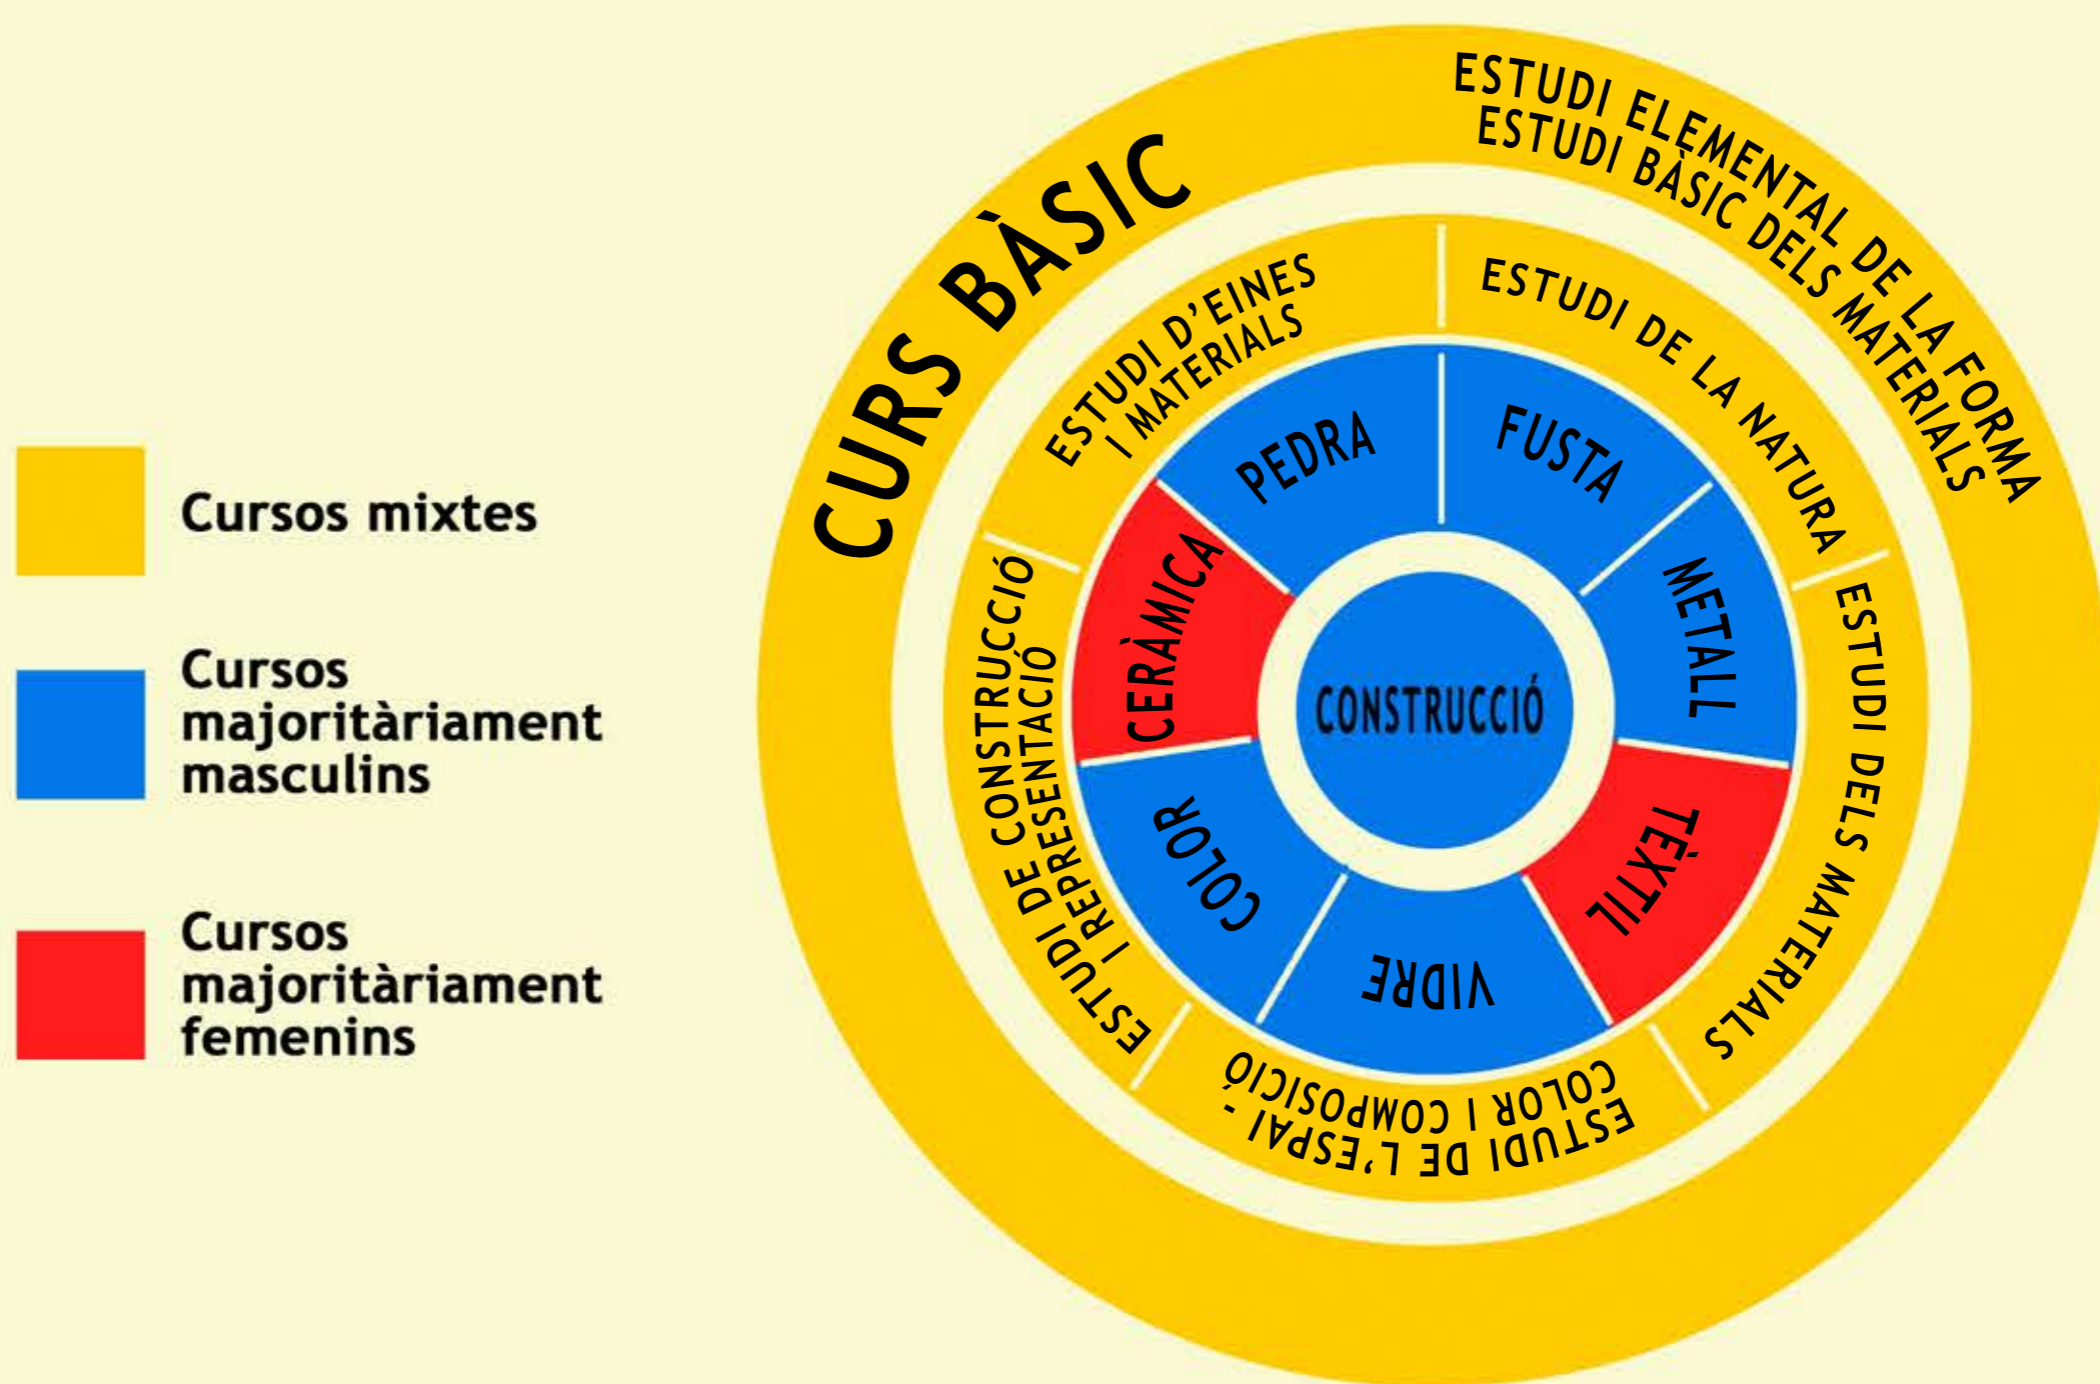 Cursos mixtes
Cursos
majoritàriament
masculins
Cursos
majoritàriament
femenins
CURS BÀSIC
ESTUDI ELEMENTAL DE LA FORMA
ESTUDI BÀSIC DELS MATERIALS
ESTUDI D'EINES
I MATERIALS
ESTUDI DE LA NATURA
ESTUDI DELS MATERIALS
ESTUDI DE L'ESPAI -
COLOR I COMPOSICIÓ
ESTUDI DE CONSTRUCCIÓ
I REPRESENTACIÓ
PEDRA
FUSTA
METALL
TÈXTIL
VIDRE
COLOR
CERÀMICA
CONSTRUCCIÓ